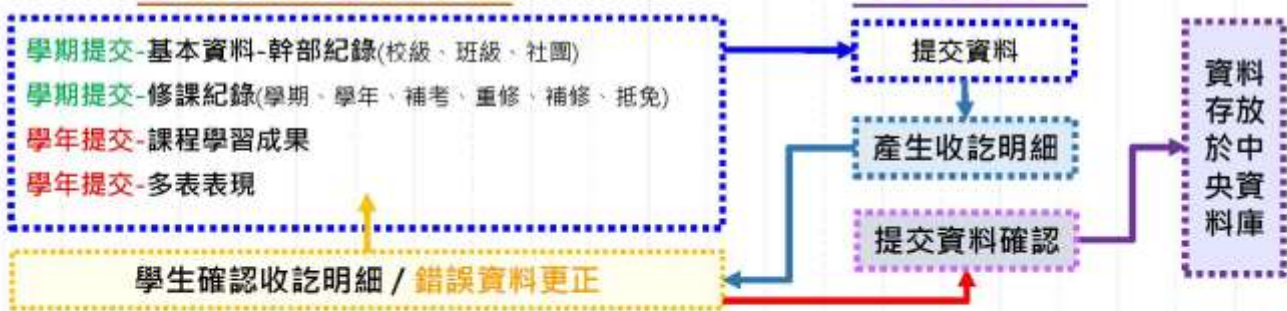 學期提交-基本資料-幹部紀錄(校級、班級、社團)
學期提交-修課紀錄(學期、學年、補考、重修、補修、抵免)
學年提交-課程學習成果
學年提交-多表表現
學生確認收訖明細 / 錯誤資料更正
提交資料
產生收訖明細
提交資料確認
資料
存放
於中
央資
料庫